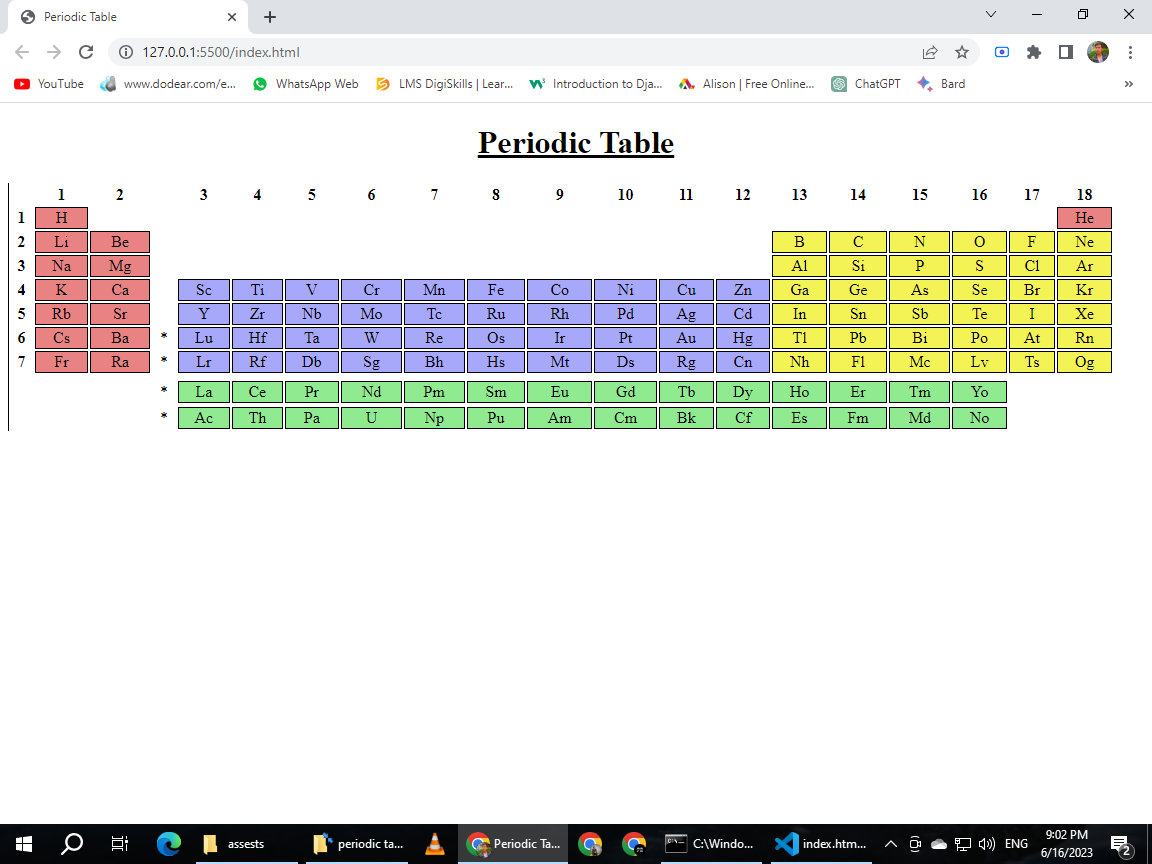 Periodic Table
127.0.0.1:5500/index.html
YouTube www.dodear.com/e... WhatsApp Web LMS DigiSkills | Lear... Introduction to Dja... Alison | Free Online... ChatGPT Bard »
Periodic Table
1 2 3 4 5 6 7 8 9 10 11 12 13 14 15 16 17 18
1 H He
2 Li Be B C N O F Ne
3 Na Mg Al Si P S Cl Ar
4 K Ca Sc Ti V Cr Mn Fe Co Ni Cu Zn Ga Ge As Se Br Kr
5 Rb Sr Y Zr Nb Mo Tc Ru Rh Pd Ag Cd In Sn Sb Te I Xe
6 Cs Ba * Lu Hf Ta W Re Os Ir Pt Au Hg Tl Pb Bi Po At Rn
7 Fr Ra * Lr Rf Db Sg Bh Hs Mt Ds Rg Cn Nh Fl Mc Lv Ts Og
* La Ce Pr Nd Pm Sm Eu Gd Tb Dy Ho Er Tm Yo
* Ac Th Pa U Np Pu Am Cm Bk Cf Es Fm Md No
assests periodic ta... Periodic Ta... C:\Windo... index.htm... ENG 9:02 PM
6/16/2023 2